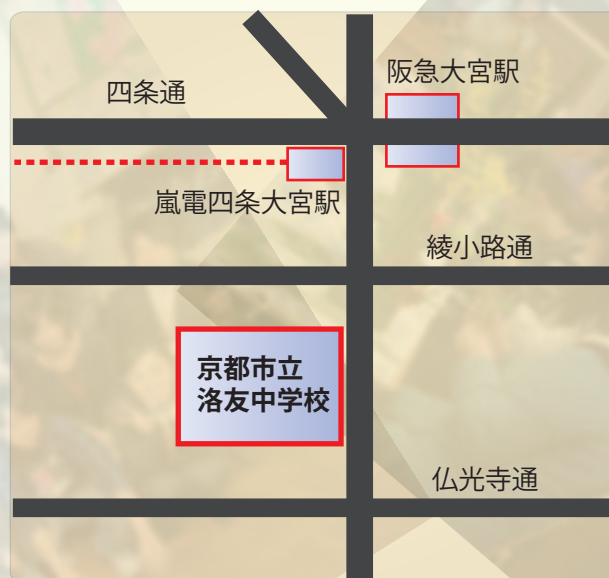 阪急大宮駅
四条通
嵐電四条大宮駅
綾小路通
京都市立
洛友中学校
仏光寺通